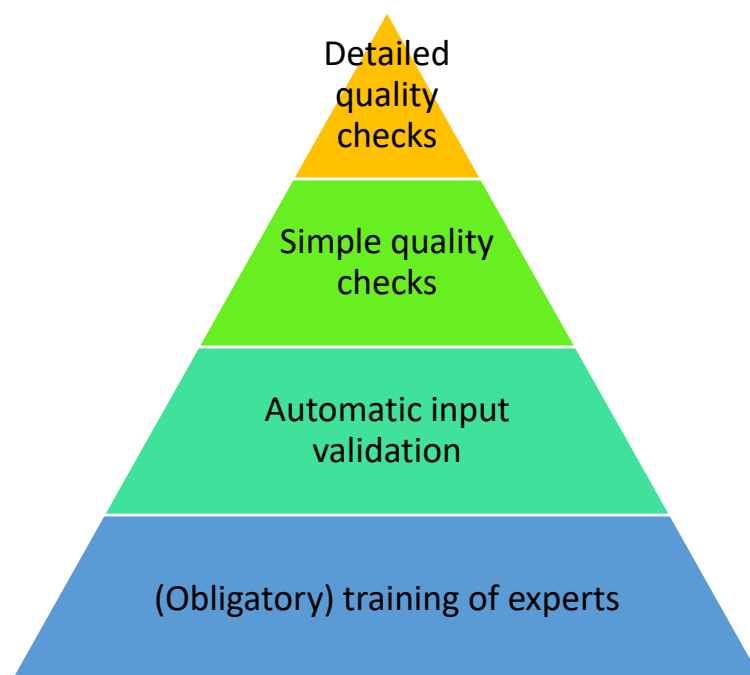 Detailed
quality
checks
Simple quality
checks
Automatic input
validation
(Obligatory) training of experts